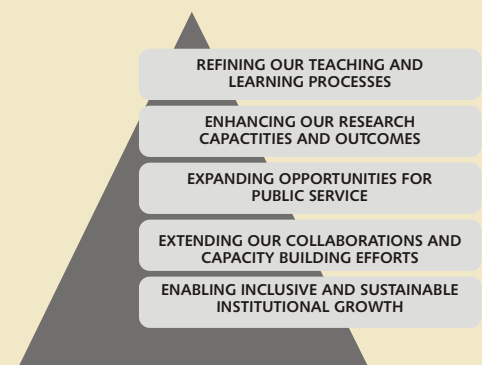 REFINING OUR TEACHING AND
LEARNING PROCESSES
ENHANCING OUR RESEARCH
CAPACTITIES AND OUTCOMES
EXPANDING OPPORTUNITIES FOR
PUBLIC SERVICE
EXTENDING OUR COLLABORATIONS AND
CAPACITY BUILDING EFFORTS
ENABLING INCLUSIVE AND SUSTAINABLE
INSTITUTIONAL GROWTH